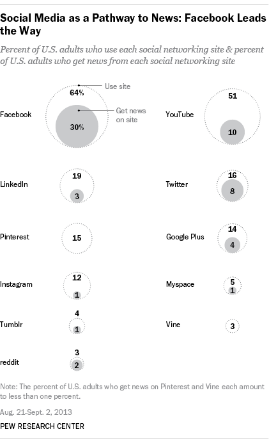 Social Media as a Pathway to News: Facebook Leads
the Way
Percent of U.S. adults who use each social networking site & percent
of U.S. adults who get news from each social networking site
Use site
64%
Get news
on site
Facebook
30%
YouTube
51
10
LinkedIn
19
3
Twitter
16
8
Pinterest
15
Google Plus
14
4
Instagram
12
1
Myspace
5
1
Tumblr
4
1
Vine
3
reddit
3
2
Note: The percent of U.S. adults who get news on Pinterest and Vine each amount
to less than one percent.
Aug. 21-Sept. 2, 2013
PEW RESEARCH CENTER